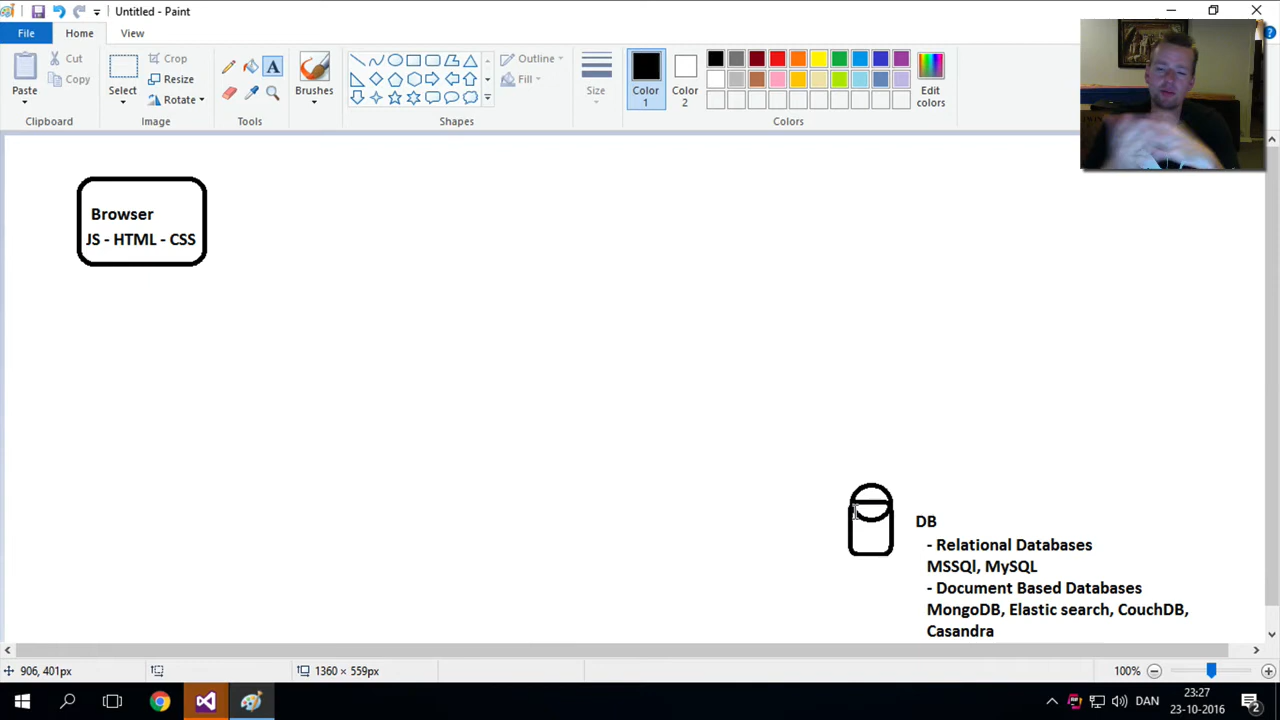 Untitled - Paint
File
Home
View
Paste
Cut
Copy
Clipboard
Select
Crop
Resize
Rotate
Image
A
Tools
Brushes
Shapes
Outline
Fill
Size
Color 1
Color 2
Edit colors
Colors
Browser
JS - HTML - CSS
DB
- Relational Databases
MSSQl, MySQL
- Document Based Databases
MongoDB, Elastic search, CouchDB,
Casandra
906, 401px
1360 × 559px
100%
DAN
23:27
23-10-2016
2